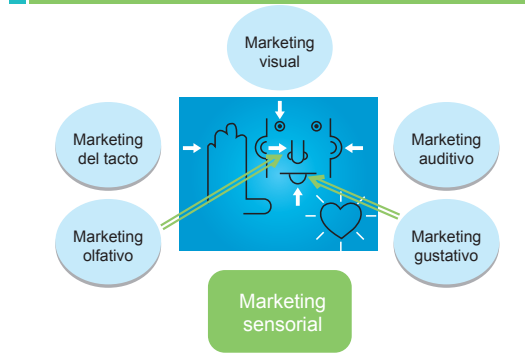 Marketing
visual
Marketing
del tacto
Marketing
auditivo
Marketing
olfativo
Marketing
gustativo
Marketing
sensorial